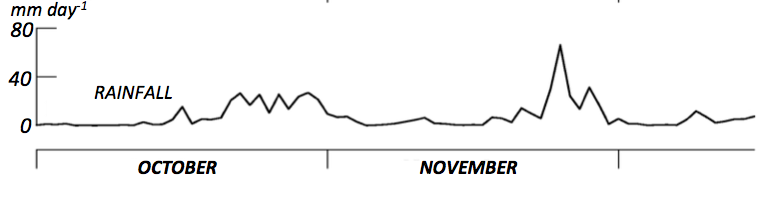 mm day-1
80
40
RAINFALL
0
OCTOBER NOVEMBER